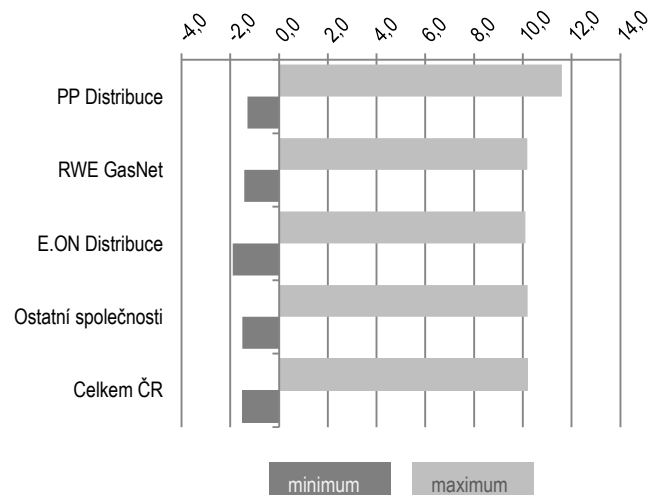 -4,0 -2,0 0,0 2,0 4,0 6,0 8,0 10,0 12,0 14,0
PP Distribuce
RWE GasNet
E.ON Distribuce
Ostatní společnosti
Celkem ČR
minimum maximum